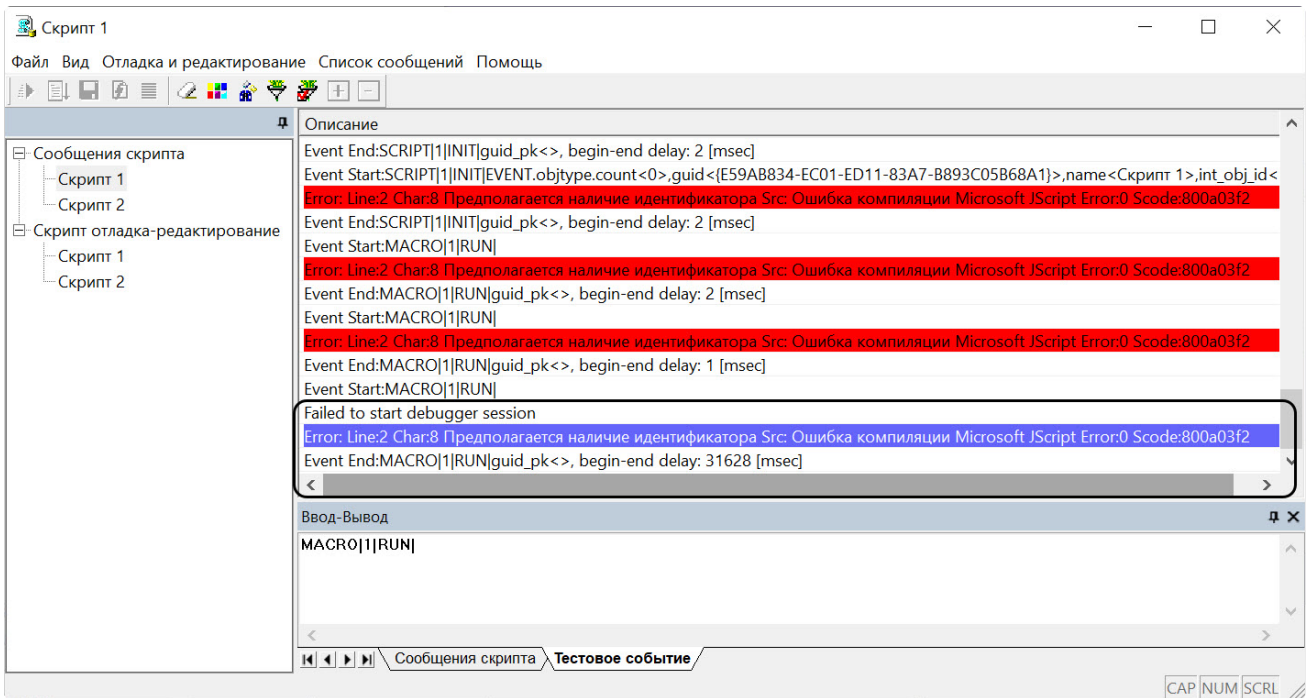 Скрипт 1
Файл Вид Отладка и редактирование Список сообщений Помощь
Сообщения скрипта
Скрипт 1
Скрипт 2
Скрипт отладка-редактирование
Скрипт 1
Скрипт 2
Описание
Event End:SCRIPT|1|INIT|guid_pk<>, begin-end delay: 2 [msec]
Event Start:SCRIPT|1|INIT|EVENT.objtype.count<0>,guid<{E59AB834-EC01-ED11-83A7-B893C05B68A1}>,name<Скрипт 1>,int_obj_id<
Error: Line:2 Char:8 Предполагается наличие идентификатора Src: Ошибка компиляции Microsoft JScript Error:0 Scode:800a03f2
Event End:SCRIPT|1|INIT|guid_pk<>, begin-end delay: 2 [msec]
Event Start:MACRO|1|RUN|
Error: Line:2 Char:8 Предполагается наличие идентификатора Src: Ошибка компиляции Microsoft JScript Error:0 Scode:800a03f2
Event End:MACRO|1|RUN|guid_pk<>, begin-end delay: 2 [msec]
Event Start:MACRO|1|RUN|
Error: Line:2 Char:8 Предполагается наличие идентификатора Src: Ошибка компиляции Microsoft JScript Error:0 Scode:800a03f2
Event End:MACRO|1|RUN|guid_pk<>, begin-end delay: 1 [msec]
Event Start:MACRO|1|RUN|
Failed to start debugger session
Error: Line:2 Char:8 Предполагается наличие идентификатора Src: Ошибка компиляции Microsoft JScript Error:0 Scode:800a03f2
Event End:MACRO|1|RUN|guid_pk<>, begin-end delay: 31628 [msec]
Ввод-Вывод
MACRO|1|RUN|
Сообщения скрипта Тестовое событие
CAP NUM SCRL